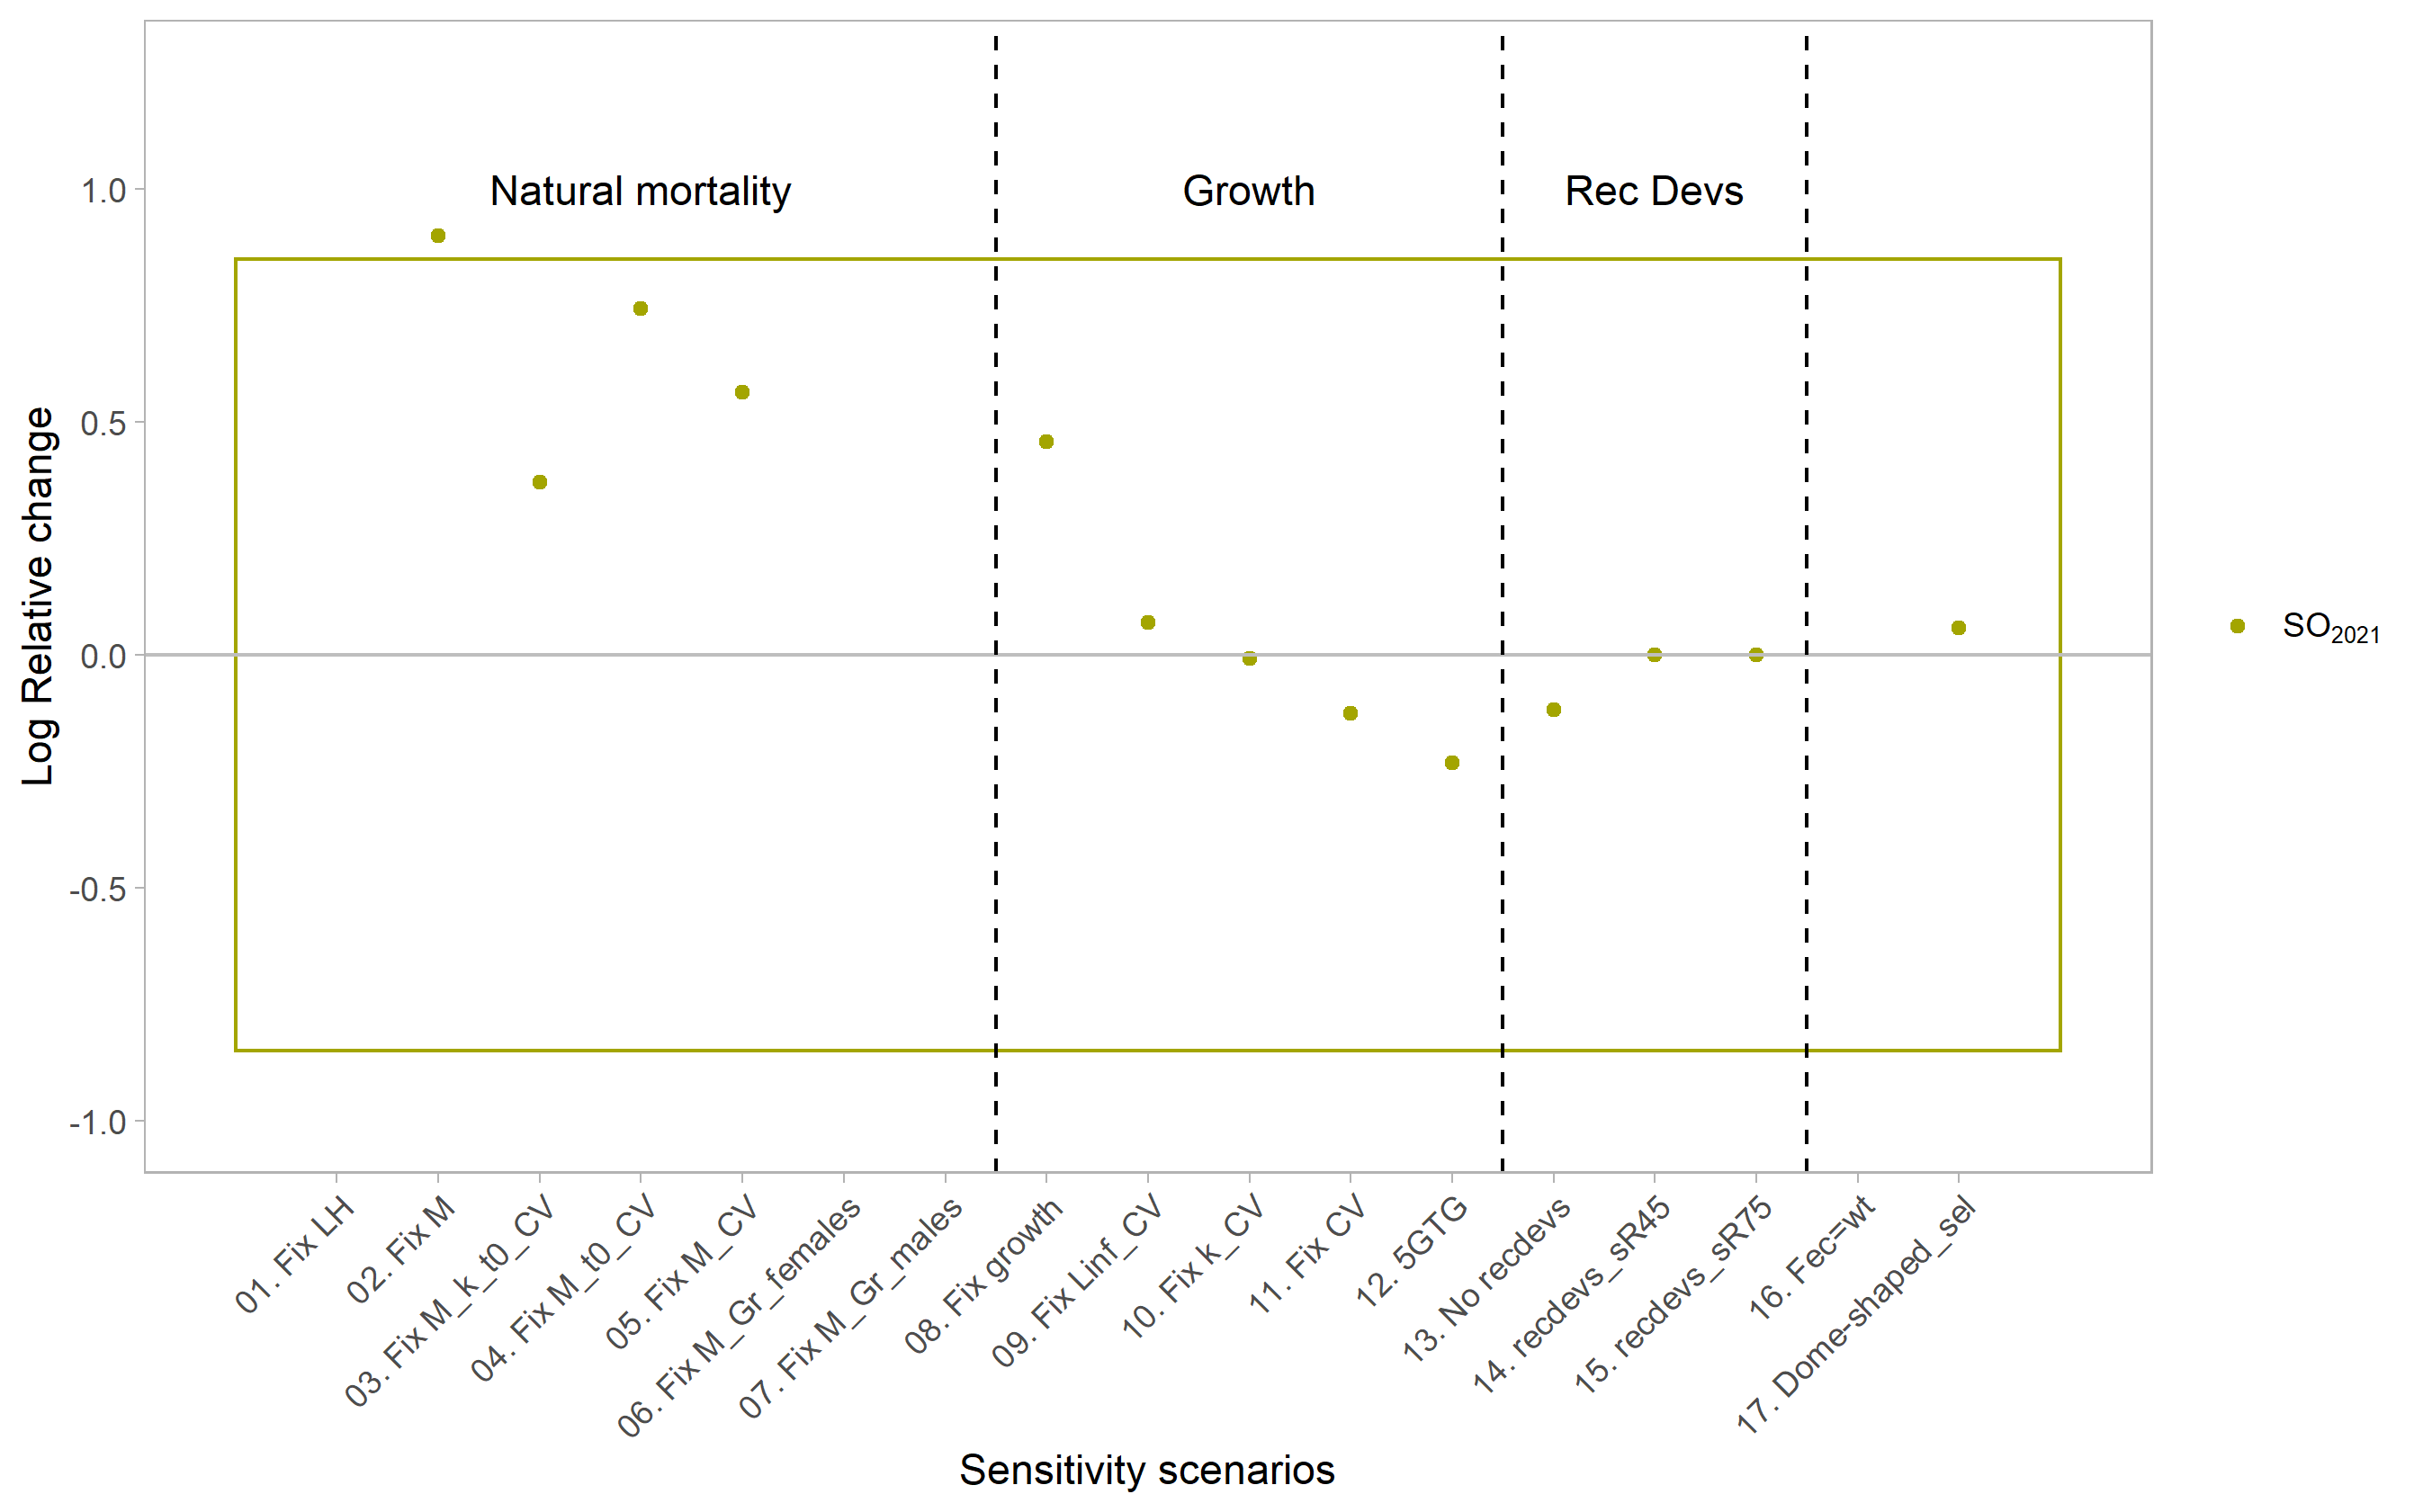 Natural mortality
Growth
Rec Devs
1.0
0.5
0.0
-0.5
-1.0
Log Relative change
SO2021
01. Fix LH
02. Fix M
03. Fix M_k_t0_CV
04. Fix M_t0_CV
05. Fix M_CV
06. Fix M_Gr_females
07. Fix M_Gr_males
08. Fix growth
09. Fix Linf_CV
10. Fix k_CV
11. Fix CV
12. 5GTG
13. No recdevs
14. recdevs_sR45
15. recdevs_sR75
16. Fec=wt
17. Dome-shaped_sel
Sensitivity scenarios